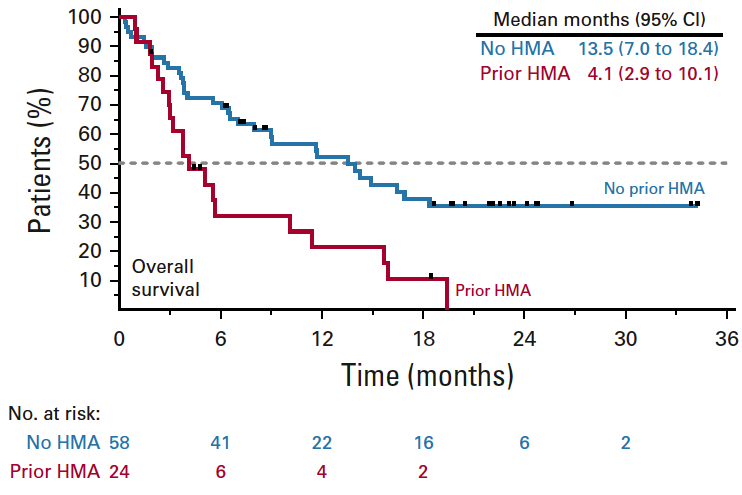 Median months (95% CI)
No HMA 13.5 (7.0 to 18.4)
Prior HMA 4.1 (2.9 to 10.1)
Patients (%)
100
90
80
70
60
50
40
30
20
10
No prior HMA
Overall
survival
Prior HMA
0 6 12 18 24 30 36
Time (months)
No. at risk:
No HMA 58 41 22 16 6 2
Prior HMA 24 6 4 2